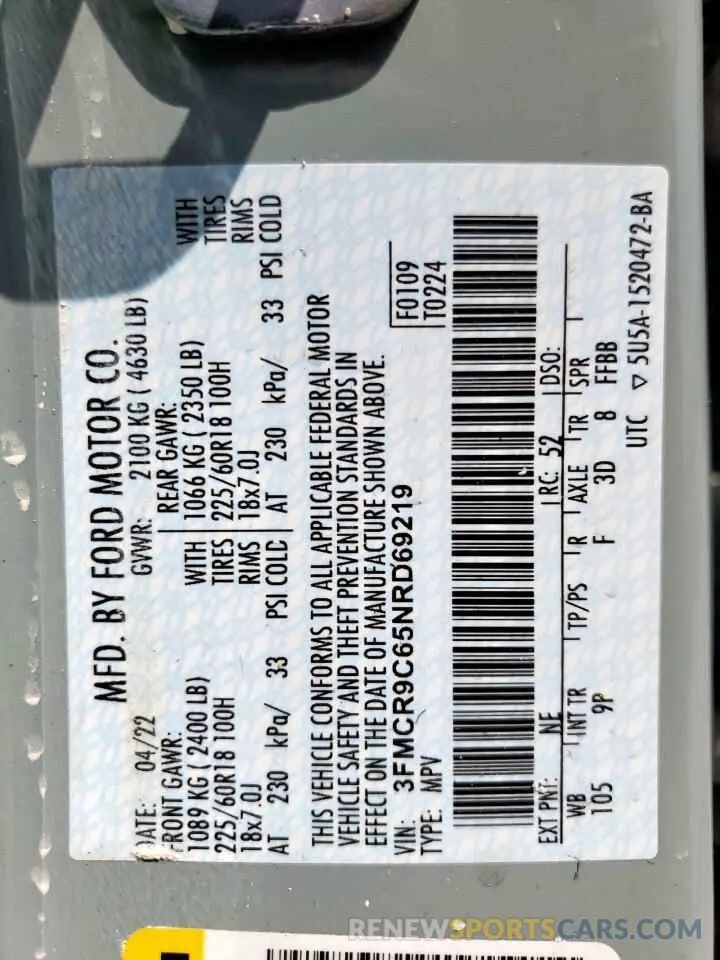 MFD. BY FORD MOTOR CO.
DATE: 04/22 GVWR: 2100 KG ( 4630 LB)
FRONT GAWR: REAR GAWR:
1089 KG ( 2400 LB) WITH 1066 KG ( 2350 LB) WITH
225/60R18 100H TIRES 225/60R18 100H TIRES
18x7.0J RIMS 18x7.0J RIMS
AT 230 kPa/ 33 PSI COLD AT 230 kPa/ 33 PSI COLD
THIS VEHICLE CONFORMS TO ALL APPLICABLE FEDERAL MOTOR
VEHICLE SAFETY AND THEFT PREVENTION STANDARDS IN
EFFECT ON THE DATE OF MANUFACTURE SHOWN ABOVE.
VIN: 3FMCR9C65NRD69219 F0109
TYPE: MPV T0224
EXT PNT: NE RC: 52 DSO:
WB INT TR TP/PS R AXLE TR SPR
105 9P F 3D 8 FFBB
UTC ▽ 5U5A-1520472-BA
RENEWSPORTSCARS.COM